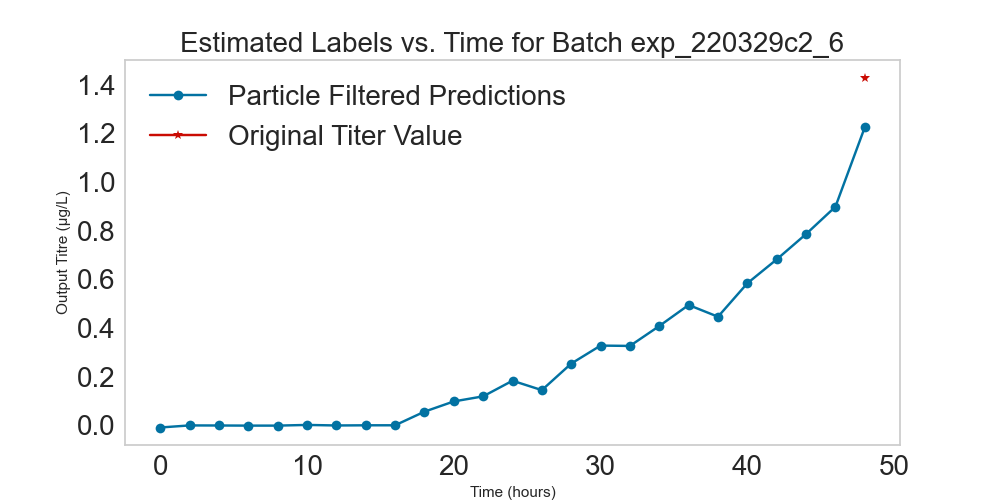 Estimated Labels vs. Time for Batch exp_220329c2_6
Particle Filtered Predictions
Original Titer Value
Output Titre (µg/L)
1.4
1.2
1.0
0.8
0.6
0.4
0.2
0.0
0 10 20 30 40 50
Time (hours)